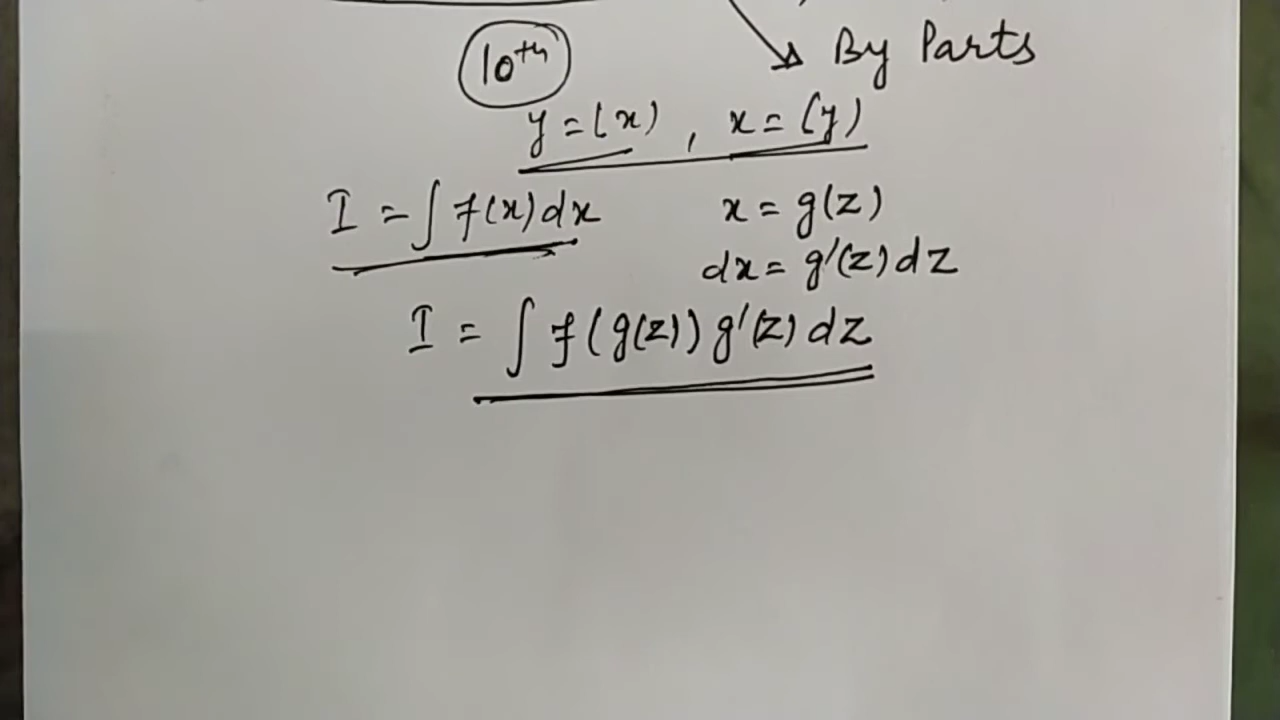 By Parts
10th
y = (x) , x = (y)
I = ∫ f(x) dx
x = g(z)
dx = g'(z) dz
I = ∫ f(g(z)) g'(z) dz